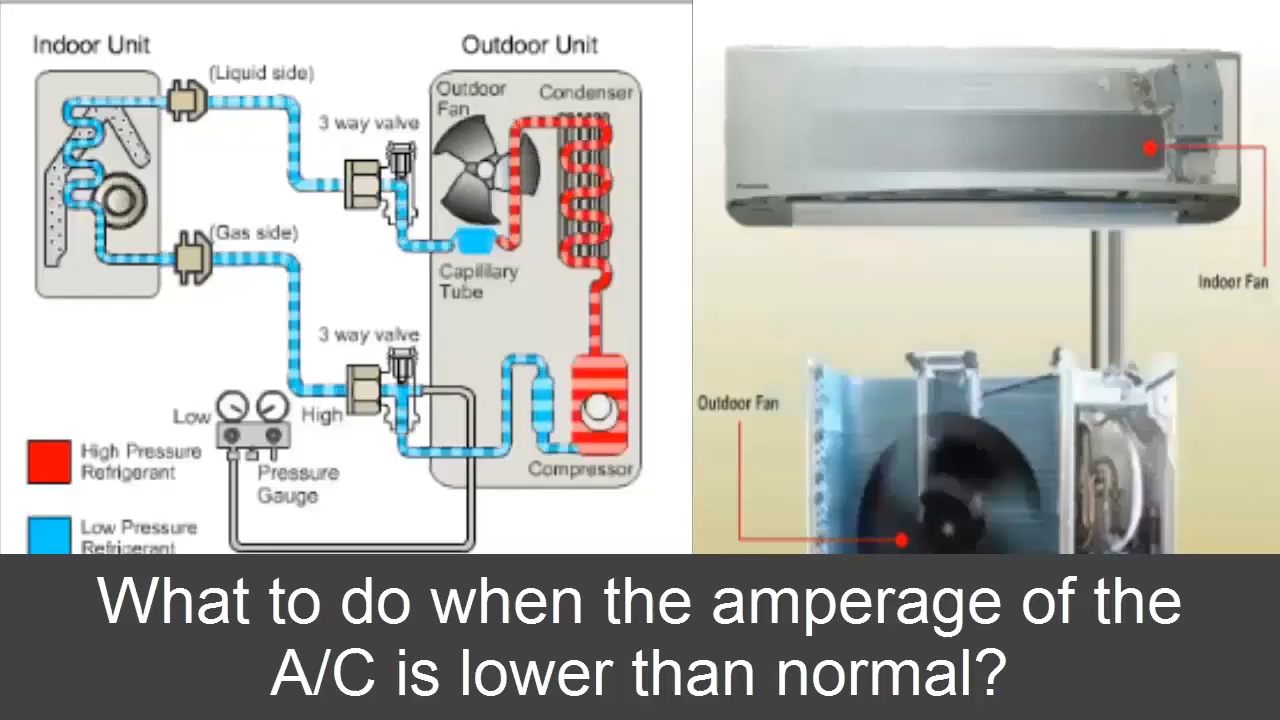 Indoor Unit
Outdoor Unit
(Liquid side)
Outdoor
Fan
Condenser
3 way valve
(Gas side)
Capillilary
Tube
3 way valve
Low
High
Compressor
Pressure
Gauge
High Pressure
Refrigerant
Low Pressure
Refrigerant
Indoor Fan
Outdoor Fan
What to do when the amperage of the
A/C is lower than normal?